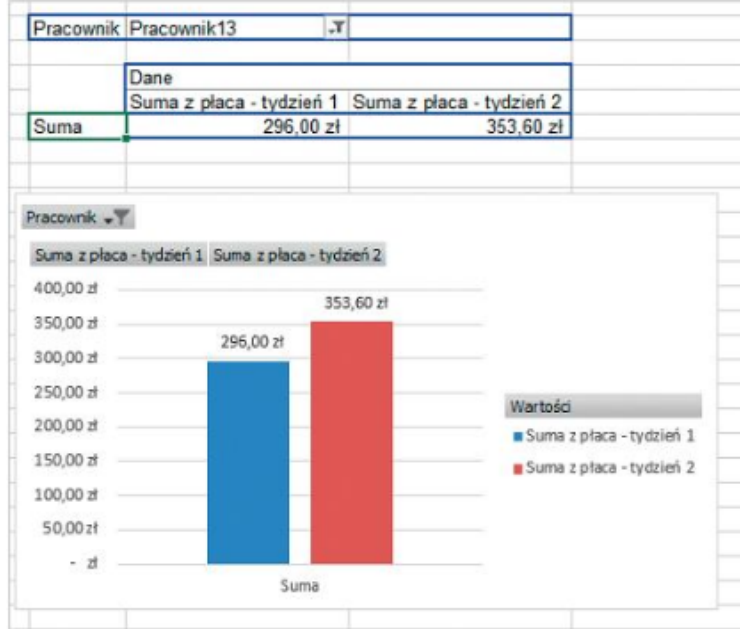 Pracownik Pracownik13
Dane
Suma z płaca - tydzień 1 Suma z płaca - tydzień 2
Suma 296,00 zł 353,60 zł
Pracownik
Suma z płaca - tydzień 1 Suma z płaca - tydzień 2
400,00 zł
353,60 zł
350,00 zł
296,00 zł
300,00 zł
250,00 zł
Wartości
200,00 zł
Suma z płaca - tydzień 1
150,00 zł
Suma z płaca - tydzień 2
100,00 zł
50,00 zł
- zł
Suma